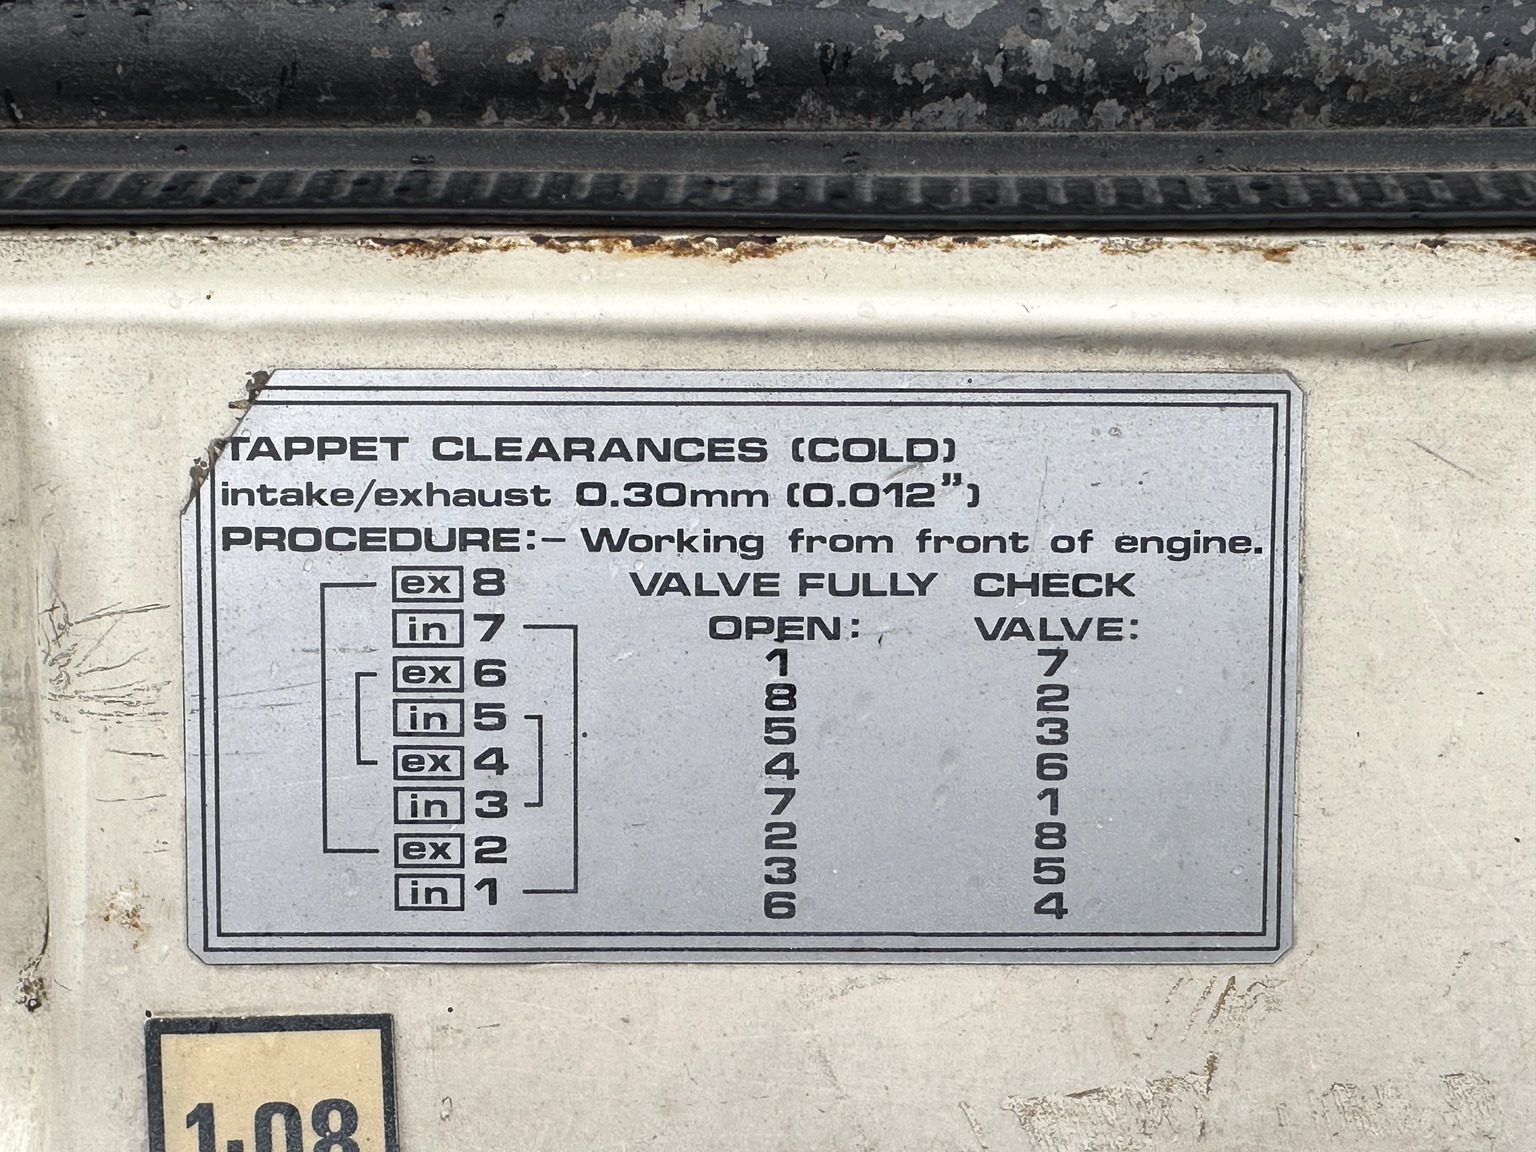 TAPPET CLEARANCES (COLD)
intake/exhaust 0.30mm (0.012")
PROCEDURE:- Working from front of engine.
ex 8 VALVE FULLY CHECK
in 7 OPEN: VALVE:
ex 6 1 7
in 5 8 2
ex 4 5 3
in 3 4 6
ex 2 7 1
in 1 2 8
3 5
6 4
1-08